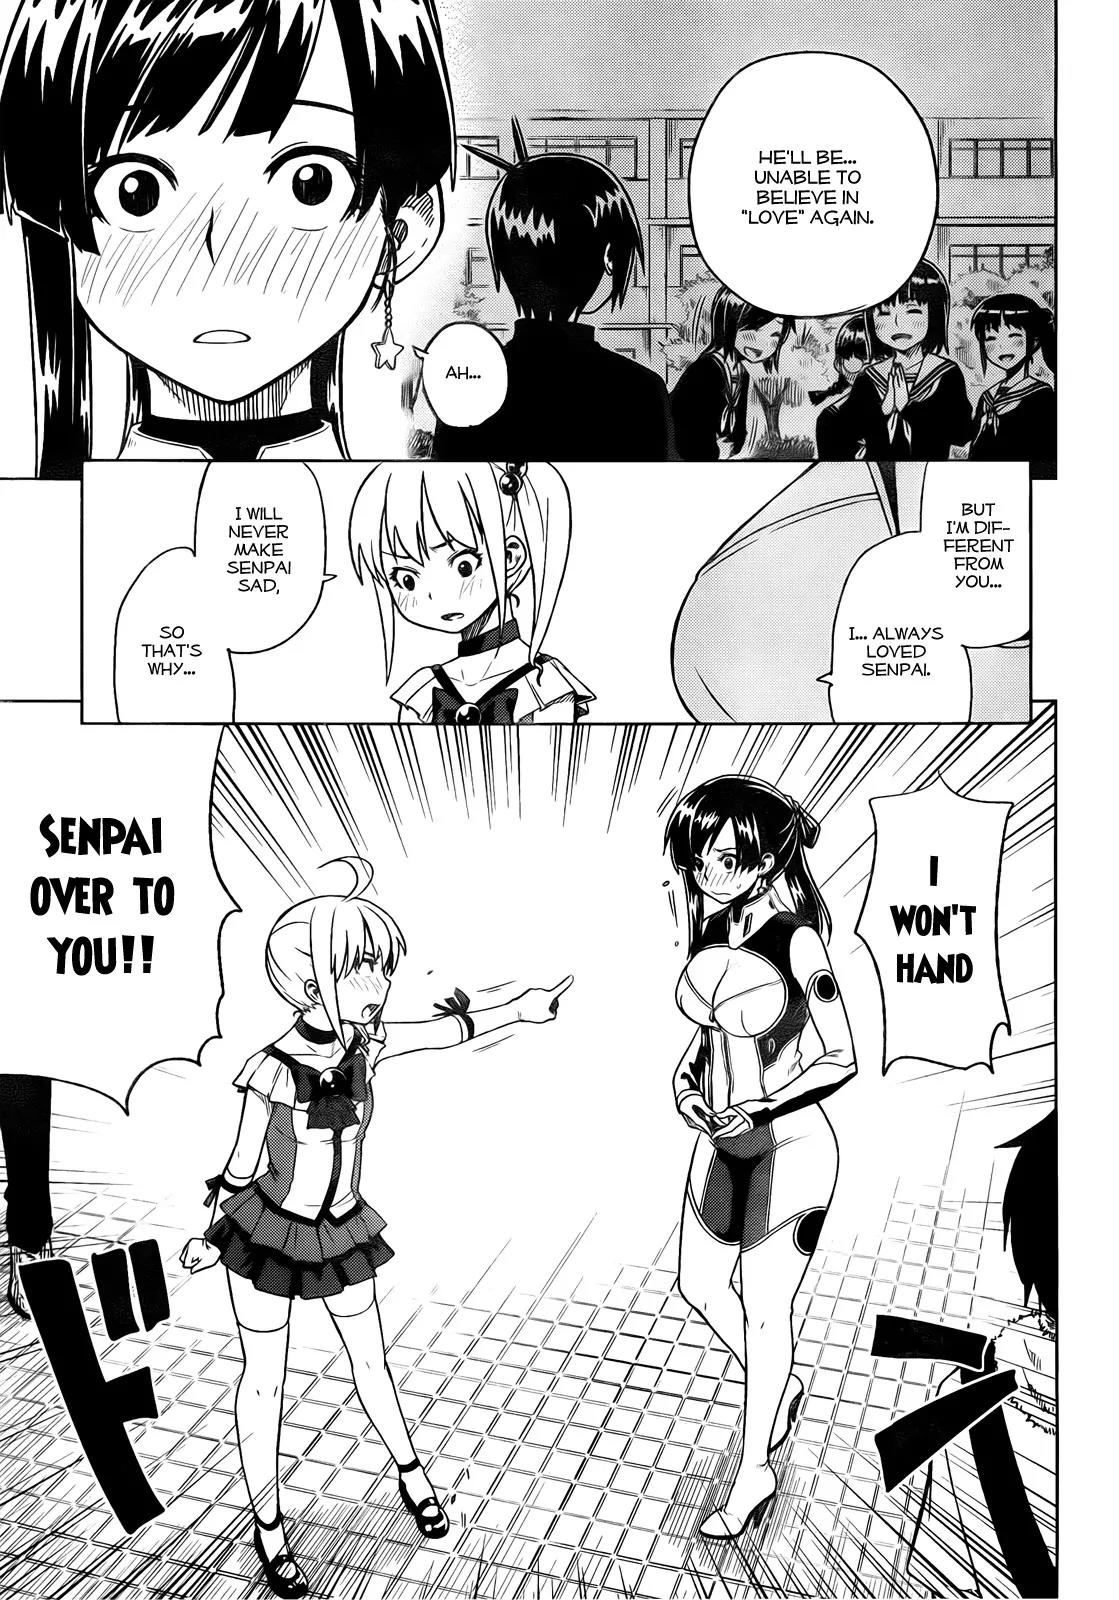 HE'LL BE...
UNABLE TO
BELIEVE IN
"LOVE" AGAIN.
AH...
BUT
I'M DIF-
FERENT
FROM
YOU...
I... ALWAYS
LOVED
SENPAI.
I WILL
NEVER
MAKE
SENPAI
SAD,
SO
THAT'S
WHY...
I
WON'T
HAND
SENPAI
OVER TO
YOU!!
ドン